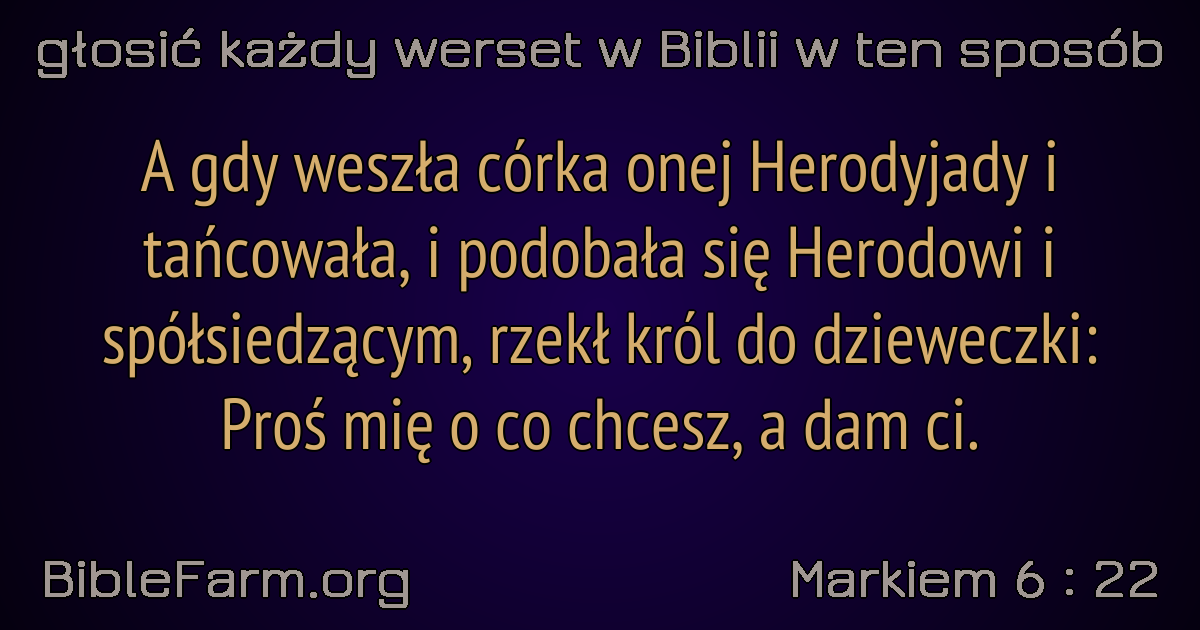 głosić każdy werset w Biblii w ten sposób
A gdy weszła córka onej Herodyjady i
tańcowała, i podobała się Herodowi i
spółsiedzącym, rzekł król do dzieweczki:
Proś mię o co chcesz, a dam ci.
BibleFarm.org
Markiem 6 : 22